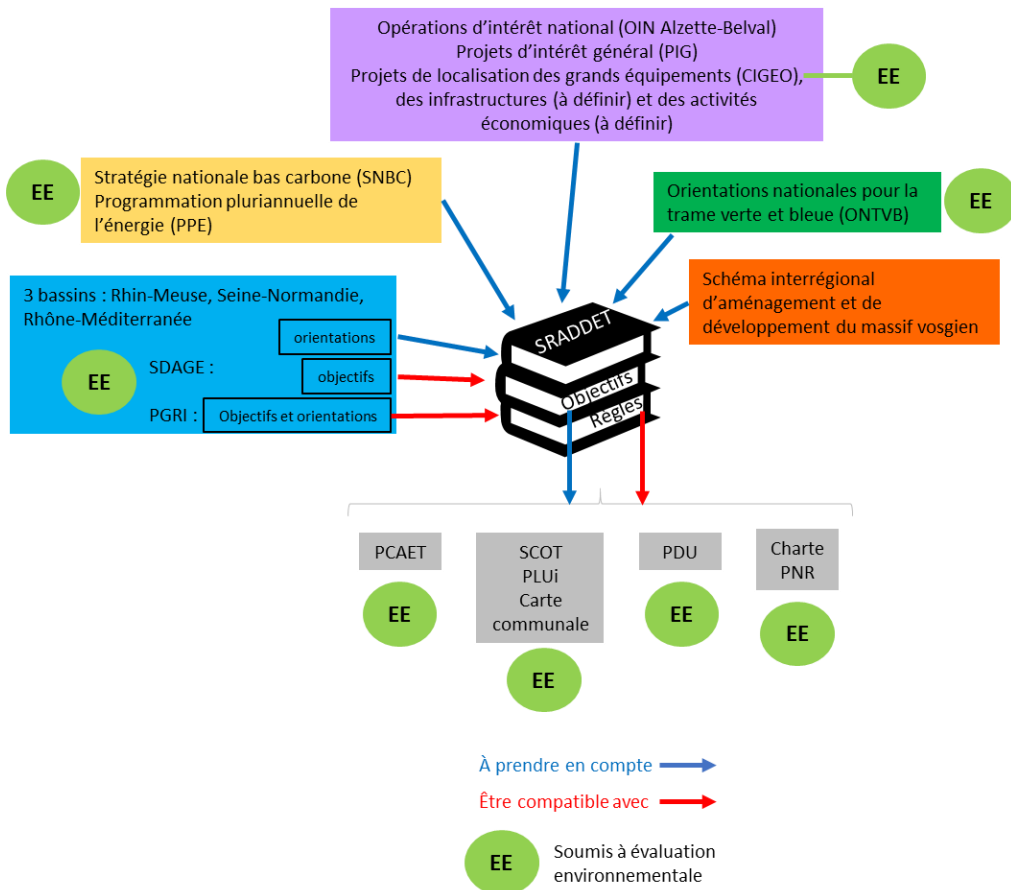 Opérations d’intérêt national (OIN Alzette-Belval)
Projets d’intérêt général (PIG)
Projets de localisation des grands équipements (CIGEO),
des infrastructures (à définir) et des activités
économiques (à définir)
EE
EE
Stratégie nationale bas carbone (SNBC)
Programmation pluriannuelle de
l’énergie (PPE)
Orientations nationales pour la
trame verte et bleue (ONTVB)
EE
3 bassins : Rhin-Meuse, Seine-Normandie,
Rhône-Méditerranée
orientations
SDAGE :
objectifs
EE
PGRI :
Objectifs et orientations
Schéma interrégional
d’aménagement et de
développement du massif vosgien
SRADDET
Objectifs
Règles
PCAET
EE
SCOT
PLUi
Carte
communale
EE
PDU
EE
Charte
PNR
EE
À prendre en compte
Être compatible avec
EE
Soumis à évaluation
environnementale